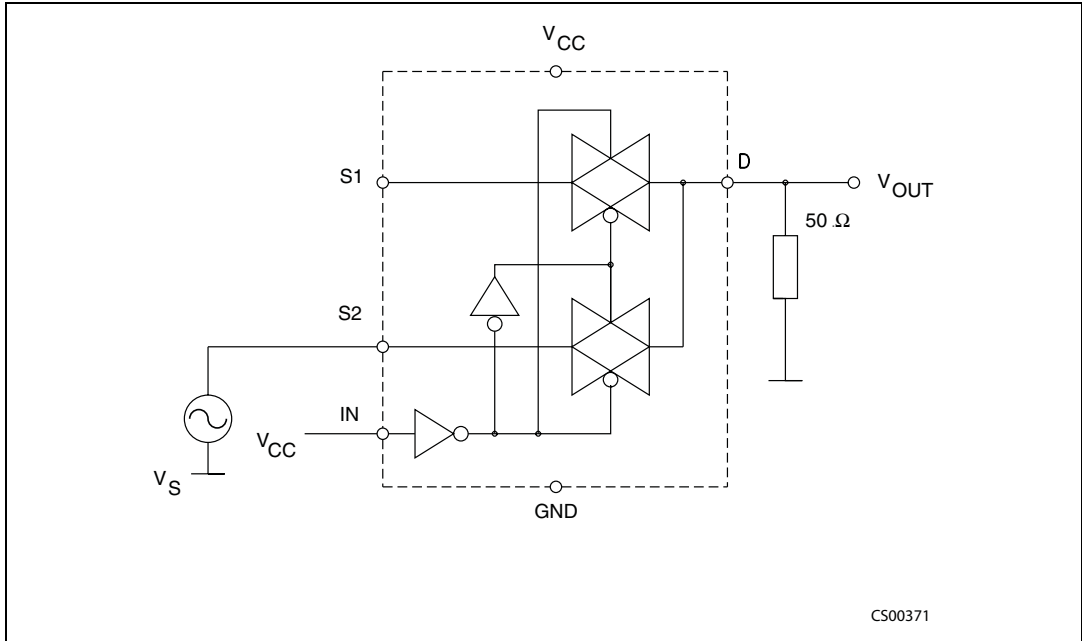 VCC
D
S1
VOUT
50 Ω
S2
IN
VCC
VS
GND
CS00371